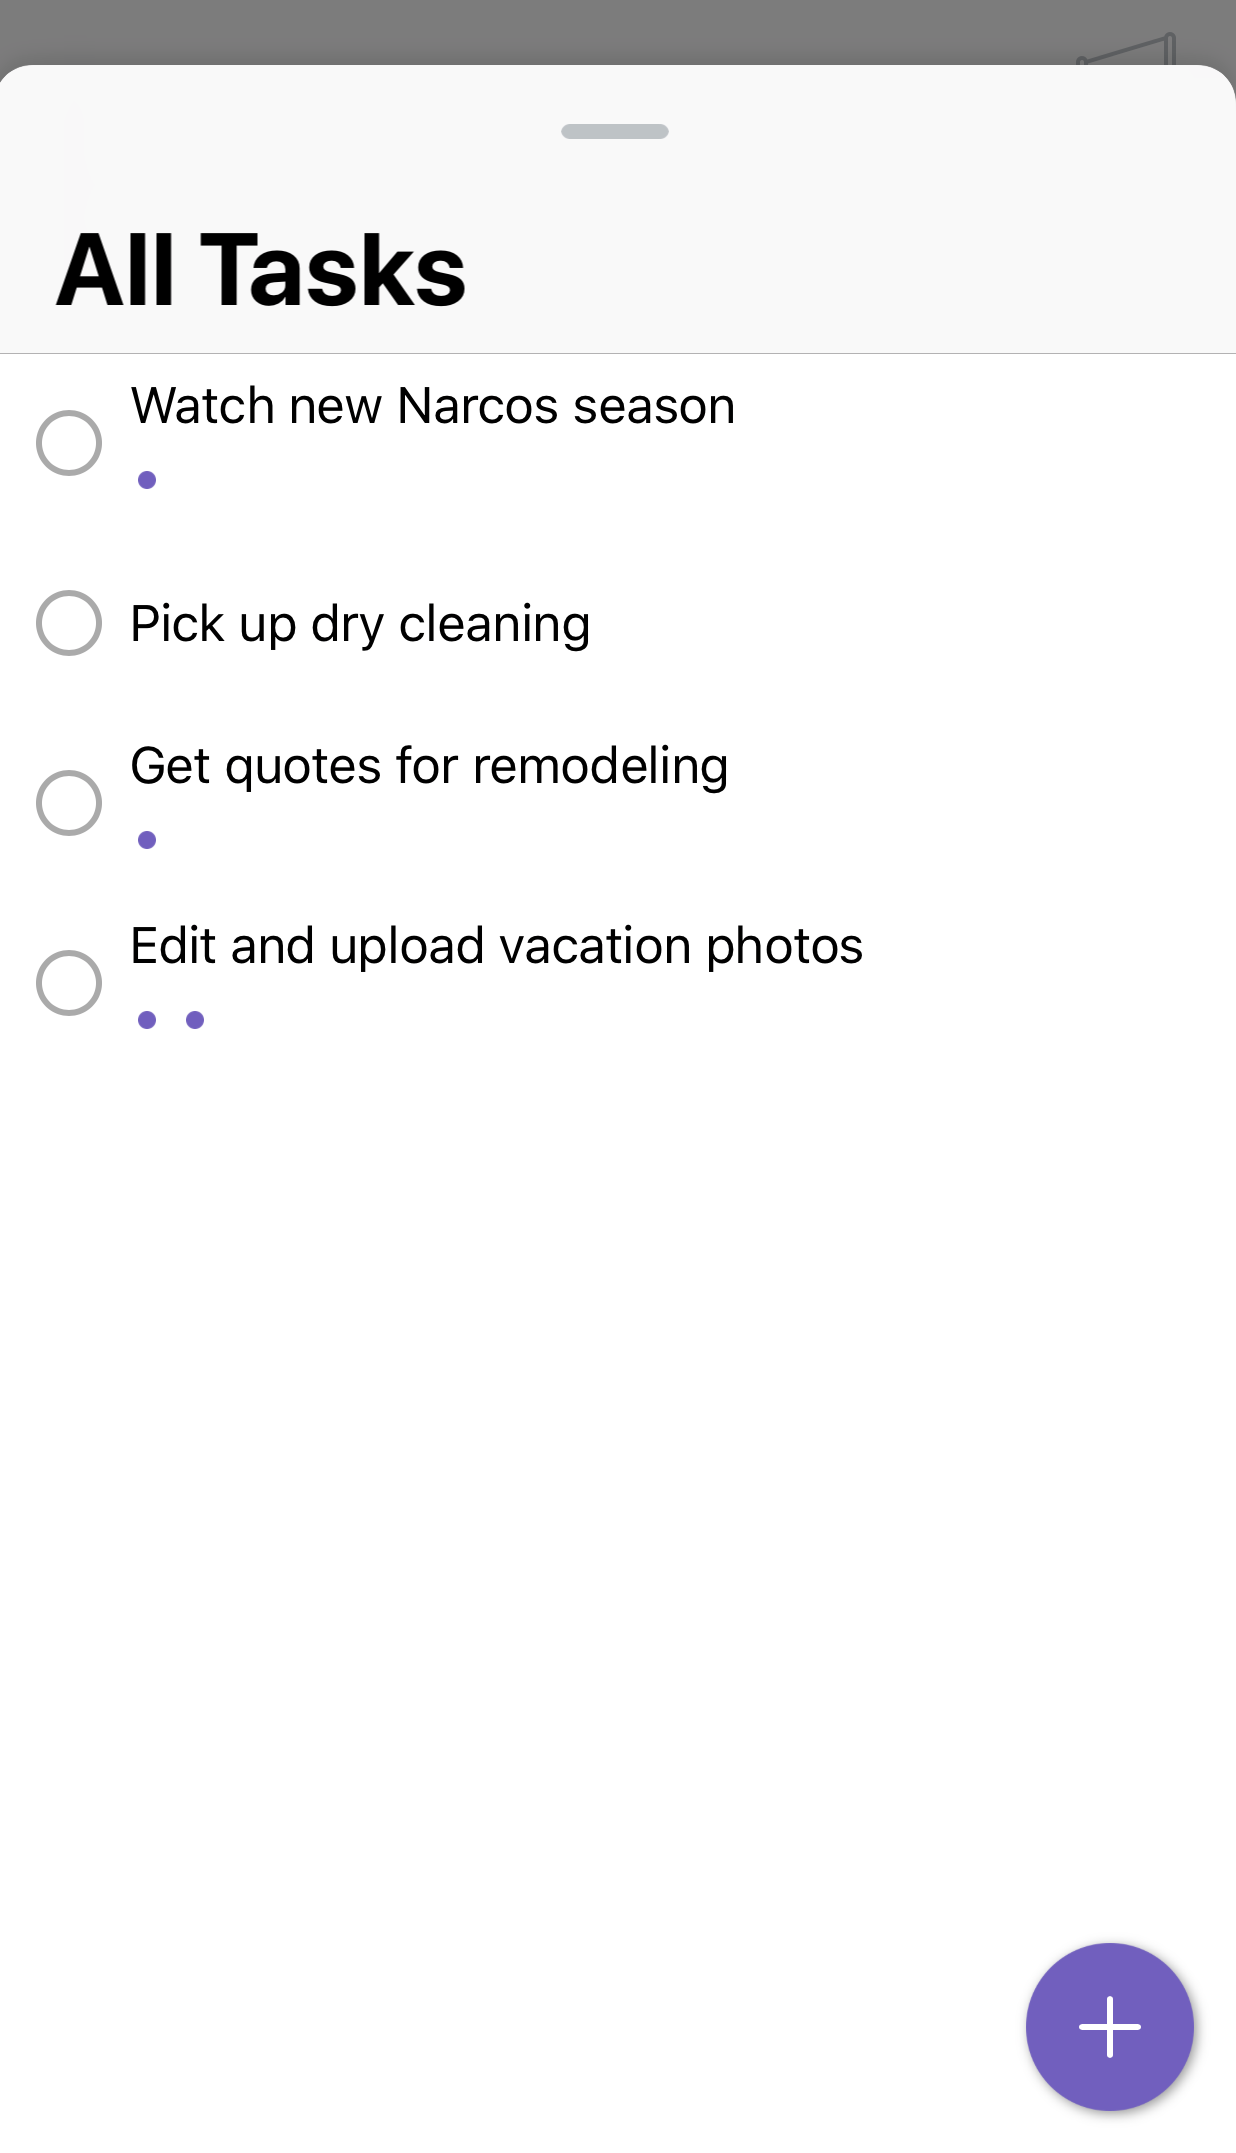 All Tasks
Watch new Narcos season
Pick up dry cleaning
Get quotes for remodeling
Edit and upload vacation photos